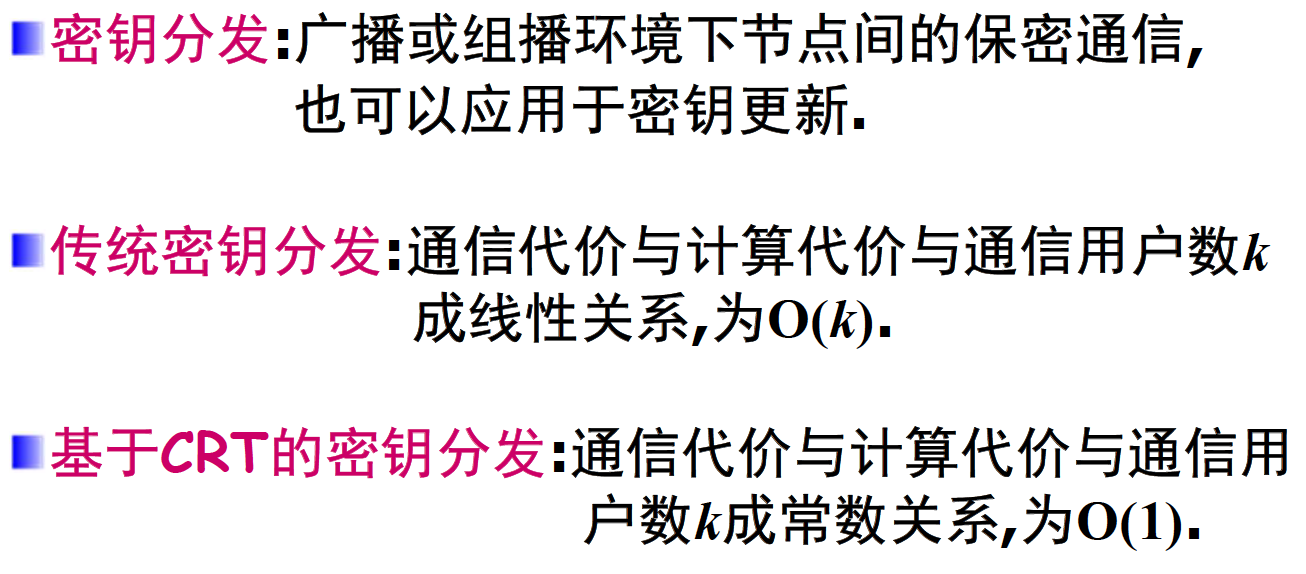 密钥分发:广播或组播环境下节点间的保密通信,
也可以应用于密钥更新.
传统密钥分发:通信代价与计算代价与通信用户数k
成线性关系,为O(k).
基于CRT的密钥分发:通信代价与计算代价与通信用
户数k成常数关系,为O(1).